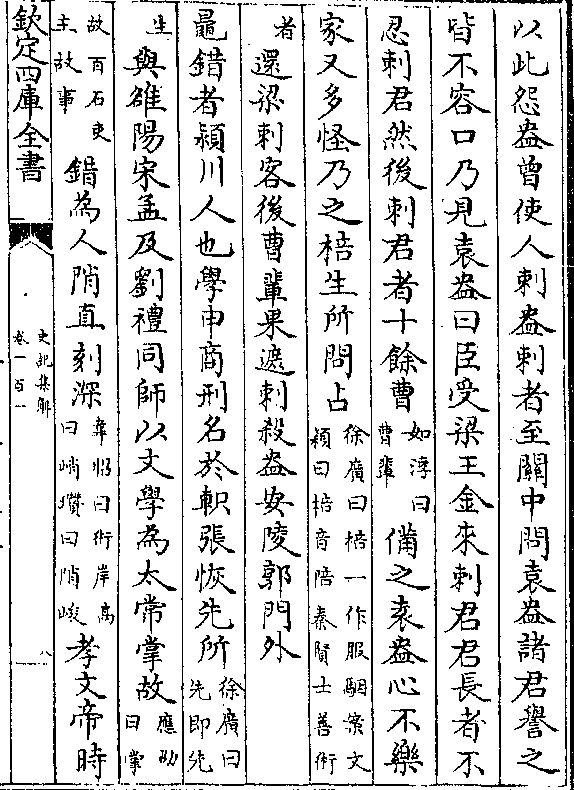 以此怨盎曾使人刺盎刺者至關中問袁盎諸君譽之
皆不容口乃見袁盎曰臣受梁王金來刺君君長者不
忍刺君然後刺君者十餘曹
如淳曰
曹輩
備之袁盎心不樂
家又多怪乃之棓生所問占
徐廣曰棓一作服駰案文
穎曰棓音陪秦賢士善術
者
還梁刺客後曹輩果遮刺殺盎安陵郭門外
鼂錯者潁川人也學申商刑名於軹張恢先所
徐廣曰
先即先
生
與雒陽宋孟及劉禮同師以文學為太常掌故
應劭
曰掌
故百石吏
主故事
錯為人陗直刻深
韋昭曰術岸高
曰峭瓚曰陗峻
孝文帝時
欽定四庫全書
史記集解
卷一百一
八